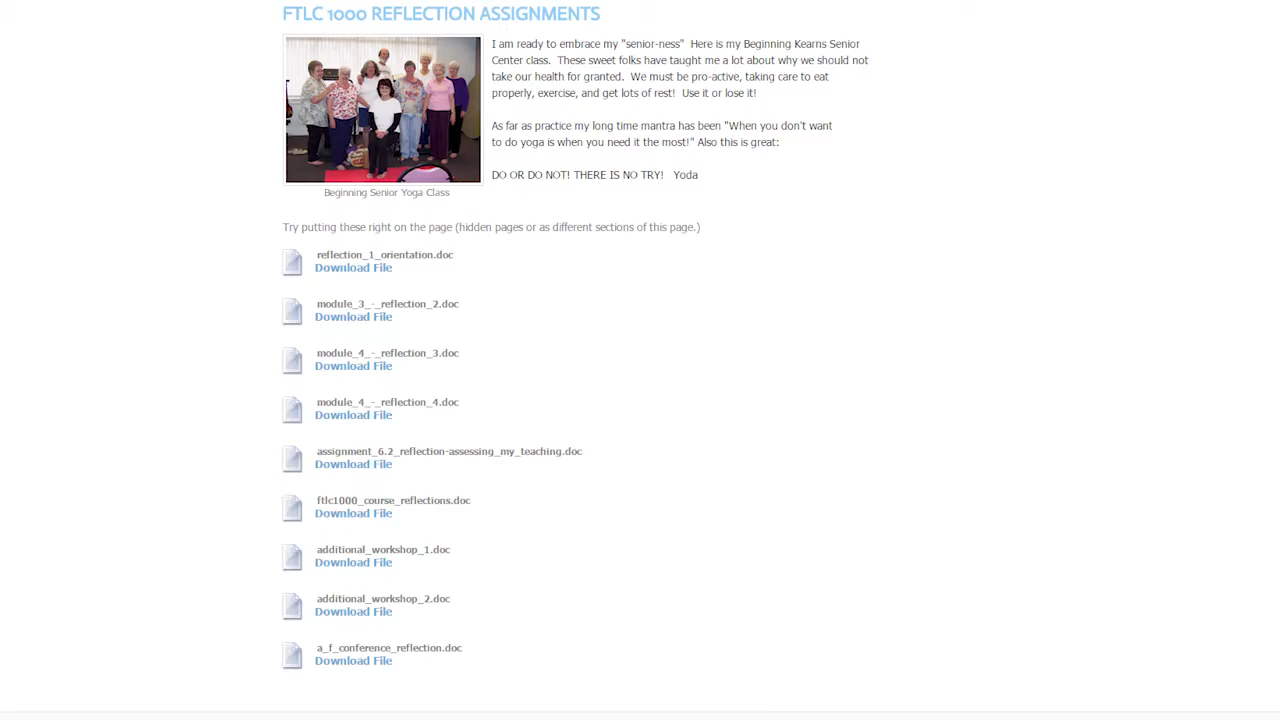 FTLC 1000 REFLECTION ASSIGNMENTS
I am ready to embrace my "senior-ness"  Here is my Beginning Kearns Senior
Center class.  These sweet folks have taught me a lot about why we should not
take our health for granted.  We must be pro-active, taking care to eat
properly, exercise, and get lots of rest!  Use it or lose it!
As far as practice my long time mantra has been "When you don't want
to do yoga is when you need it the most!" Also this is great:
DO OR DO NOT! THERE IS NO TRY!   Yoda
Beginning Senior Yoga Class
Try putting these right on the page (hidden pages or as different sections of this page.)
reflection_1_orientation.doc
Download File
module_3_-_reflection_2.doc
Download File
module_4_-_reflection_3.doc
Download File
module_4_-_reflection_4.doc
Download File
assignment_6.2_reflection-assessing_my_teaching.doc
Download File
ftlc1000_course_reflections.doc
Download File
additional_workshop_1.doc
Download File
additional_workshop_2.doc
Download File
a_f_conference_reflection.doc
Download File